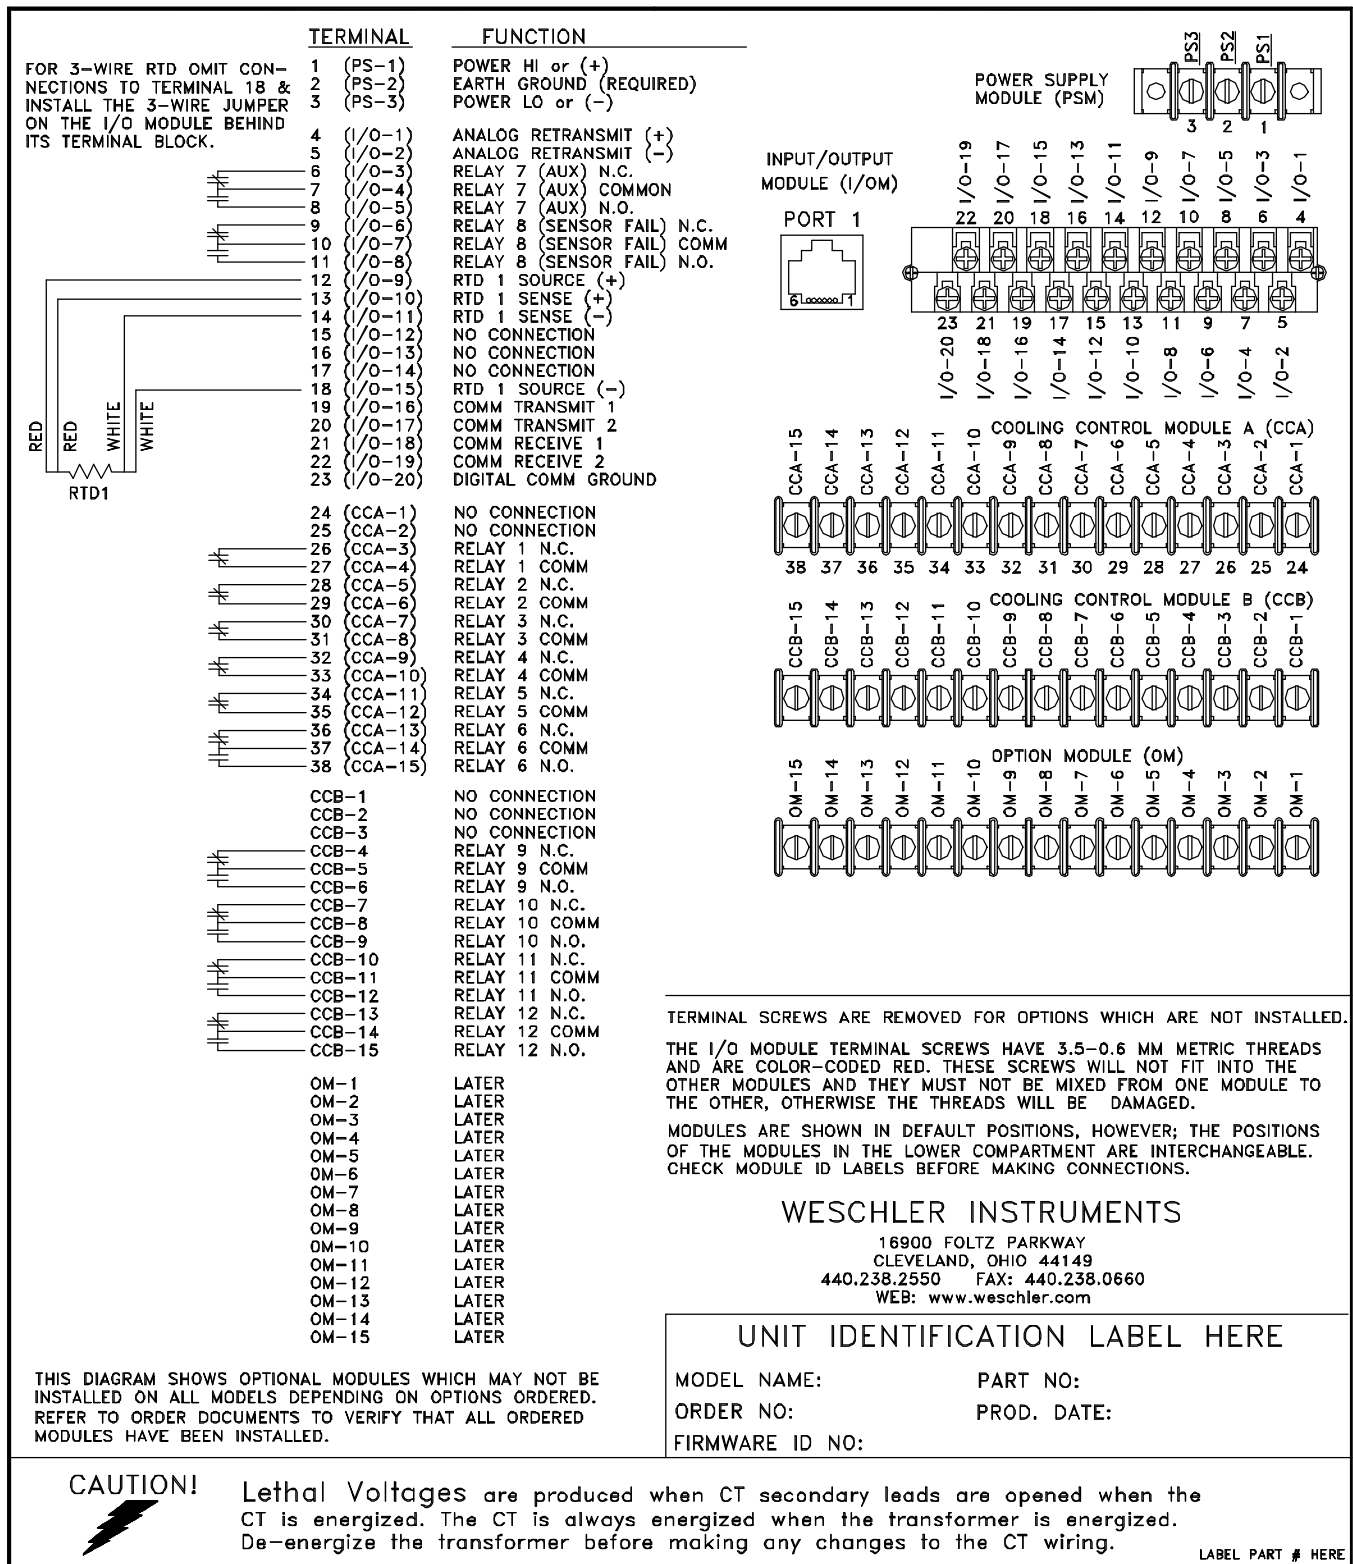 TERMINAL FUNCTION
FOR 3-WIRE RTD OMIT CON-
NECTIONS TO TERMINAL 18 &
INSTALL THE 3-WIRE JUMPER
ON THE I/O MODULE BEHIND
ITS TERMINAL BLOCK.
1 (PS-1) POWER HI or (+)
2 (PS-2) EARTH GROUND (REQUIRED)
3 (PS-3) POWER LO or (-)
4 (I/O-1) ANALOG RETRANSMIT (+)
5 (I/O-2) ANALOG RETRANSMIT (-)
6 (I/O-3) RELAY 7 (AUX) N.C.
7 (I/O-4) RELAY 7 (AUX) COMMON
8 (I/O-5) RELAY 7 (AUX) N.O.
9 (I/O-6) RELAY 8 (SENSOR FAIL) N.C.
10 (I/O-7) RELAY 8 (SENSOR FAIL) COMM
11 (I/O-8) RELAY 8 (SENSOR FAIL) N.O.
12 (I/O-9) RTD 1 SOURCE (+)
13 (I/O-10) RTD 1 SENSE (+)
14 (I/O-11) RTD 1 SENSE (-)
15 (I/O-12) NO CONNECTION
16 (I/O-13) NO CONNECTION
17 (I/O-14) NO CONNECTION
18 (I/O-15) RTD 1 SOURCE (-)
19 (I/O-16) COMM TRANSMIT 1
20 (I/O-17) COMM TRANSMIT 2
21 (I/O-18) COMM RECEIVE 1
22 (I/O-19) COMM RECEIVE 2
23 (I/O-20) DIGITAL COMM GROUND
RED RED WHITE WHITE
RTD1
24 (CCA-1) NO CONNECTION
25 (CCA-2) NO CONNECTION
26 (CCA-3) RELAY 1 N.C.
27 (CCA-4) RELAY 1 COMM
28 (CCA-5) RELAY 2 N.C.
29 (CCA-6) RELAY 2 COMM
30 (CCA-7) RELAY 3 N.C.
31 (CCA-8) RELAY 3 COMM
32 (CCA-9) RELAY 4 N.C.
33 (CCA-10) RELAY 4 COMM
34 (CCA-11) RELAY 5 N.C.
35 (CCA-12) RELAY 5 COMM
36 (CCA-13) RELAY 6 N.C.
37 (CCA-14) RELAY 6 COMM
38 (CCA-15) RELAY 6 N.O.
CCB-1 NO CONNECTION
CCB-2 NO CONNECTION
CCB-3 NO CONNECTION
CCB-4 RELAY 9 N.C.
CCB-5 RELAY 9 COMM
CCB-6 RELAY 9 N.O.
CCB-7 RELAY 10 N.C.
CCB-8 RELAY 10 COMM
CCB-9 RELAY 10 N.O.
CCB-10 RELAY 11 N.C.
CCB-11 RELAY 11 COMM
CCB-12 RELAY 11 N.O.
CCB-13 RELAY 12 N.C.
CCB-14 RELAY 12 COMM
CCB-15 RELAY 12 N.O.
OM-1 LATER
OM-2 LATER
OM-3 LATER
OM-4 LATER
OM-5 LATER
OM-6 LATER
OM-7 LATER
OM-8 LATER
OM-9 LATER
OM-10 LATER
OM-11 LATER
OM-12 LATER
OM-13 LATER
OM-14 LATER
OM-15 LATER
THIS DIAGRAM SHOWS OPTIONAL MODULES WHICH MAY NOT BE
INSTALLED ON ALL MODELS DEPENDING ON OPTIONS ORDERED.
REFER TO ORDER DOCUMENTS TO VERIFY THAT ALL ORDERED
MODULES HAVE BEEN INSTALLED.
POWER SUPPLY
MODULE (PSM)
PS3 PS2 PS1
3 2 1
INPUT/OUTPUT
MODULE (I/OM)
PORT 1
6 1
I/O-19 I/O-17 I/O-15 I/O-13 I/O-11 I/O-9 I/O-7 I/O-5 I/O-3 I/O-1
22 20 18 16 14 12 10 8 6 4
23 21 19 17 15 13 11 9 7 5
I/O-20 I/O-18 I/O-16 I/O-14 I/O-12 I/O-10 I/O-8 I/O-6 I/O-4 I/O-2
COOLING CONTROL MODULE A (CCA)
CCA-15 CCA-14 CCA-13 CCA-12 CCA-11 CCA-10 CCA-9 CCA-8 CCA-7 CCA-6 CCA-5 CCA-4 CCA-3 CCA-2 CCA-1
38 37 36 35 34 33 32 31 30 29 28 27 26 25 24
COOLING CONTROL MODULE B (CCB)
CCB-15 CCB-14 CCB-13 CCB-12 CCB-11 CCB-10 CCB-9 CCB-8 CCB-7 CCB-6 CCB-5 CCB-4 CCB-3 CCB-2 CCB-1
OPTION MODULE (OM)
OM-15 OM-14 OM-13 OM-12 OM-11 OM-10 OM-9 OM-8 OM-7 OM-6 OM-5 OM-4 OM-3 OM-2 OM-1
TERMINAL SCREWS ARE REMOVED FOR OPTIONS WHICH ARE NOT INSTALLED.
THE I/O MODULE TERMINAL SCREWS HAVE 3.5-0.6 MM METRIC THREADS
AND ARE COLOR-CODED RED. THESE SCREWS WILL NOT FIT INTO THE
OTHER MODULES AND THEY MUST NOT BE MIXED FROM ONE MODULE TO
THE OTHER, OTHERWISE THE THREADS WILL BE DAMAGED.
MODULES ARE SHOWN IN DEFAULT POSITIONS, HOWEVER; THE POSITIONS
OF THE MODULES IN THE LOWER COMPARTMENT ARE INTERCHANGEABLE.
CHECK MODULE ID LABELS BEFORE MAKING CONNECTIONS.
WESCHLER INSTRUMENTS
16900 FOLTZ PARKWAY
CLEVELAND, OHIO 44149
440.238.2550 FAX: 440.238.0660
WEB: www.weschler.com
UNIT IDENTIFICATION LABEL HERE
MODEL NAME: PART NO:
ORDER NO: PROD. DATE:
FIRMWARE ID NO:
CAUTION!
Lethal Voltages are produced when CT secondary leads are opened when the
CT is energized. The CT is always energized when the transformer is energized.
De-energize the transformer before making any changes to the CT wiring.
LABEL PART # HERE